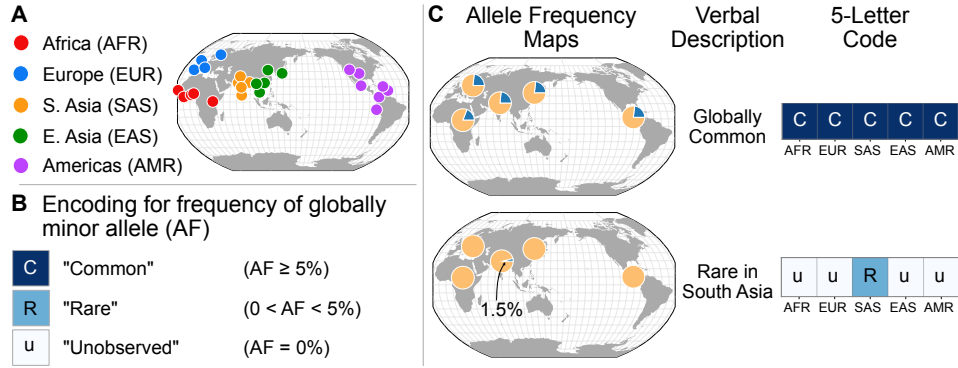 A
Africa (AFR)
Europe (EUR)
S. Asia (SAS)
E. Asia (EAS)
Americas (AMR)
B Encoding for frequency of globally
minor allele (AF)
C "Common" (AF ≥ 5%)
R "Rare" (0 < AF < 5%)
u "Unobserved" (AF = 0%)
C Allele Frequency
Maps
Verbal
Description
5-Letter
Code
Globally
Common
C C C C C
AFR EUR SAS EAS AMR
1.5%
Rare in
South Asia
u u R u u
AFR EUR SAS EAS AMR